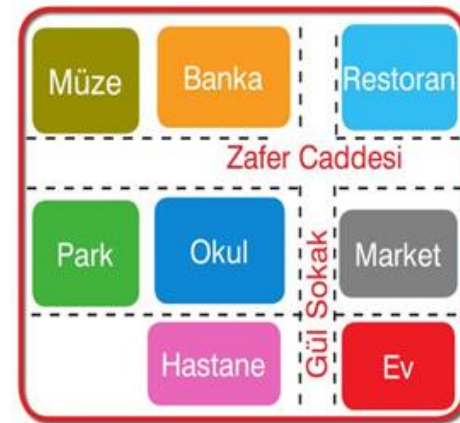 Müze
Banka
Restoran
Zafer Caddesi
Park
Okul
Gül Sokak
Market
Hastane
Ev